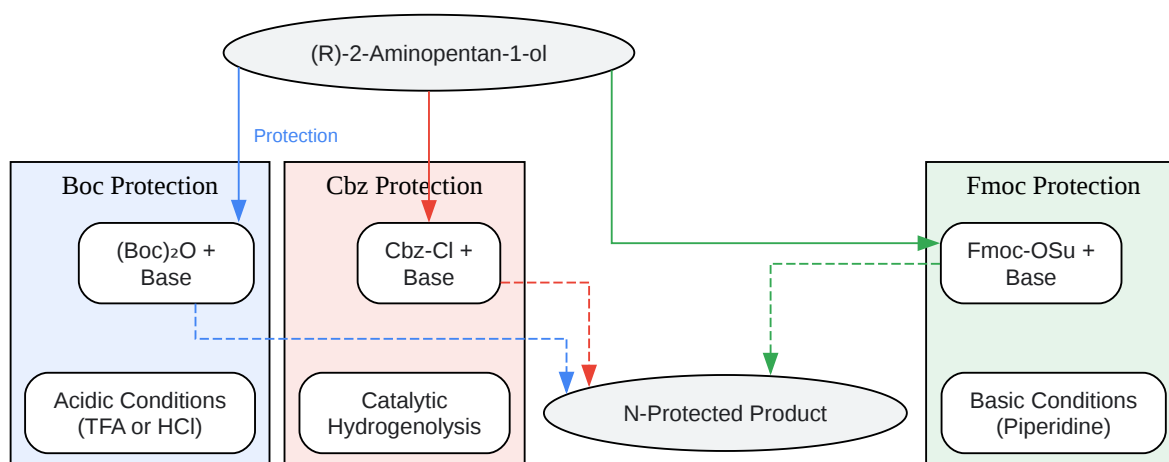 (R)-2-Aminopentan-1-ol
Protection
Boc Protection
Cbz Protection
Fmoc Protection
(Boc)₂O +
Base
Cbz-Cl +
Base
Fmoc-OSu +
Base
Acidic Conditions
(TFA or HCl)
Catalytic
Hydrogenolysis
N-Protected Product
Basic Conditions
(Piperidine)